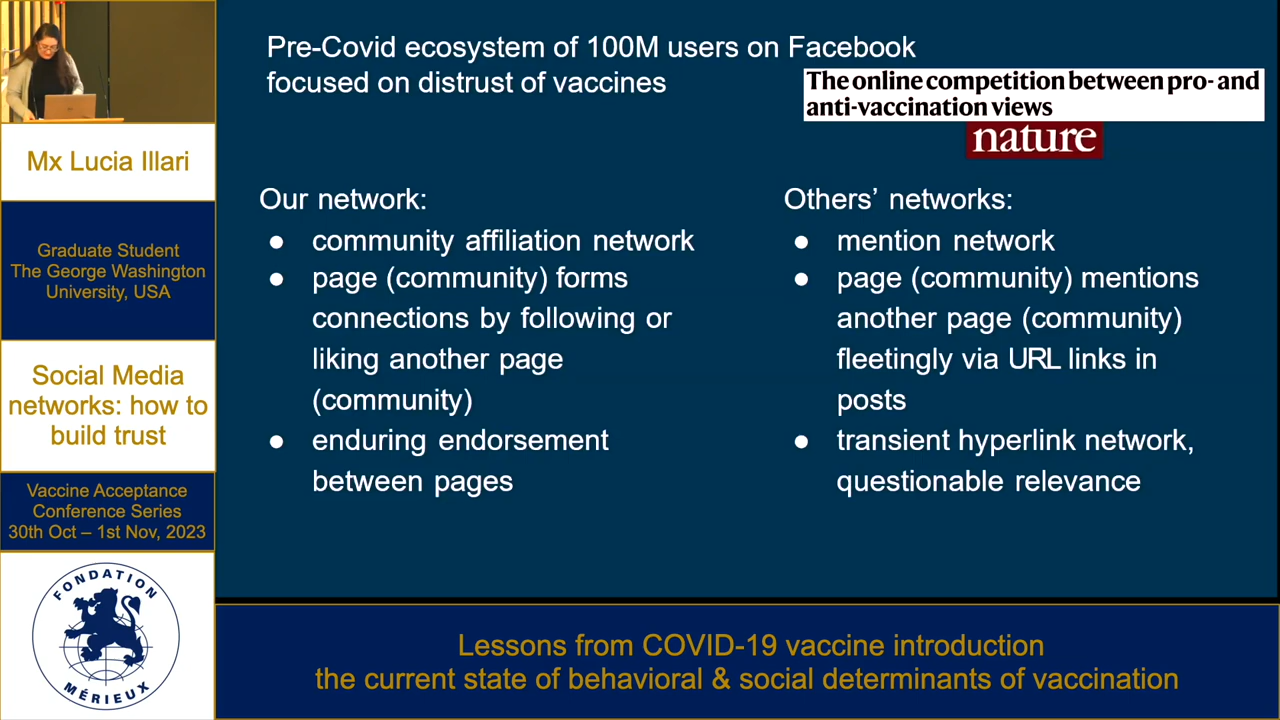 Mx Lucia Illari
Graduate Student
The George Washington
University, USA
Social Media
networks: how to
build trust
Vaccine Acceptance
Conference Series
30th Oct – 1st Nov, 2023
FONDATION
MÉRIEUX
Pre-Covid ecosystem of 100M users on Facebook
focused on distrust of vaccines
The online competition between pro- and
anti-vaccination views
nature
Our network:
● community affiliation network
● page (community) forms
connections by following or
liking another page
(community)
● enduring endorsement
between pages
Others’ networks:
● mention network
● page (community) mentions
another page (community)
fleetingly via URL links in
posts
● transient hyperlink network,
questionable relevance
Lessons from COVID-19 vaccine introduction
the current state of behavioral & social determinants of vaccination